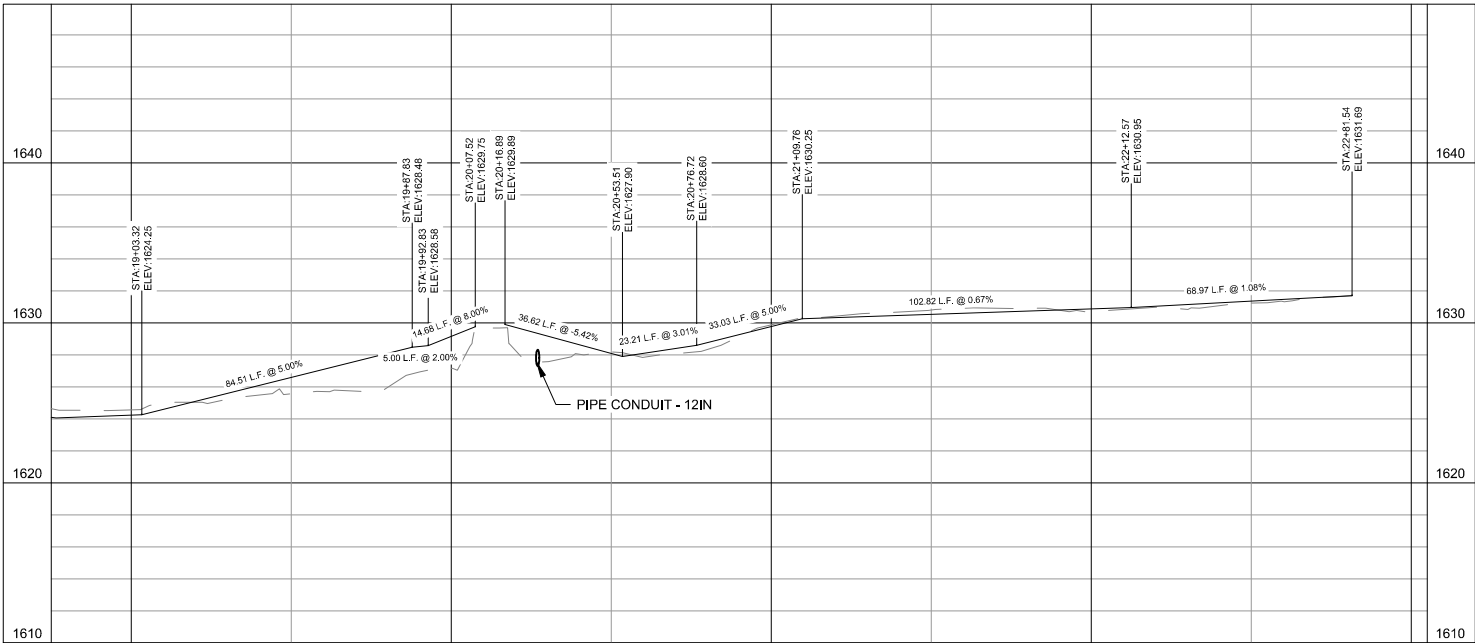 1640
1630
1620
1610
STA:19+03.32
ELEV:1624.25
84.51 L.F. @ 5.00%
STA:19+87.83
ELEV:1628.48
5.00 L.F. @ 2.00%
STA:19+92.83
ELEV:1628.58
14.68 L.F. @ 8.00%
STA:20+07.52
ELEV:1629.75
STA:20+16.89
ELEV:1629.89
36.62 L.F. @ -5.42%
PIPE CONDUIT - 12IN
STA:20+53.51
ELEV:1627.90
23.21 L.F. @ 3.01%
STA:20+76.72
ELEV:1628.60
33.03 L.F. @ 5.00%
STA:21+09.76
ELEV:1630.25
102.82 L.F. @ 0.67%
STA:22+12.57
ELEV:1630.95
68.97 L.F. @ 1.08%
STA:22+81.54
ELEV:1631.69
1640
1630
1620
1610